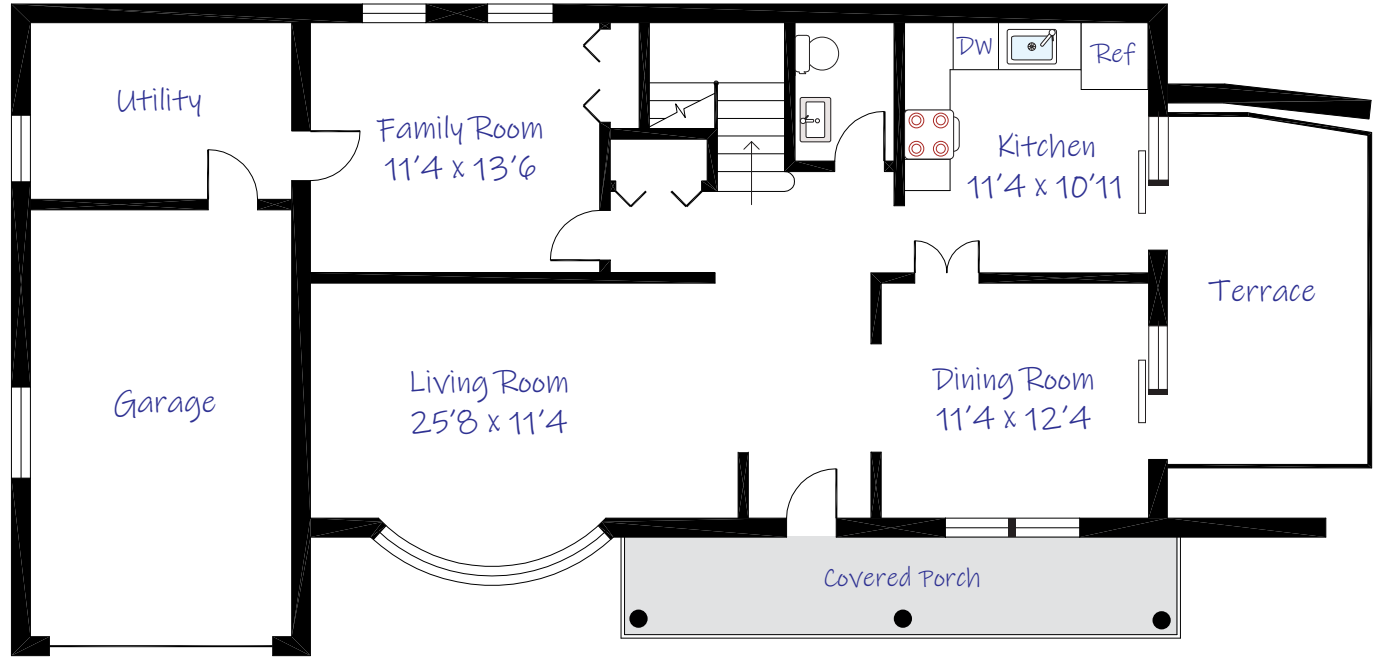 DW
Ref
Utility
Family Room
11'4 x 13'6
Kitchen
11'4 x 10'11
Terrace
Garage
Living Room
25'8 x 11'4
Dining Room
11'4 x 12'4
Covered Porch